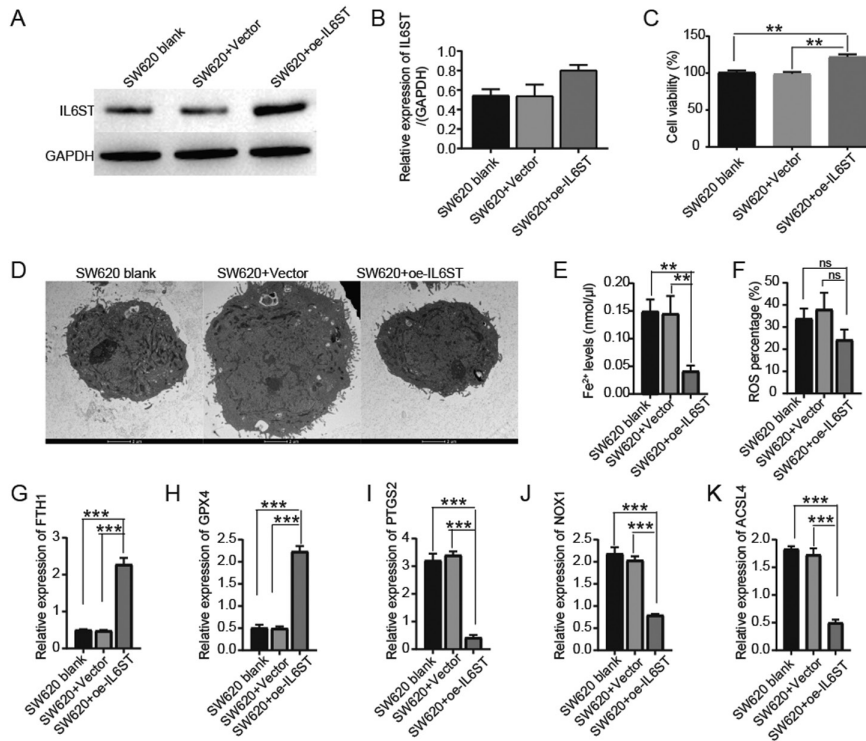 A
SW620 blank
SW620+Vector
SW620+oe-IL6ST
IL6ST
GAPDH
B
Relative expression of IL6ST
/(GAPDH)
1.0
0.8
0.6
0.4
0.2
0.0
SW620 blank
SW620+Vector
SW620+oe-IL6ST
C
Cell viability (%)
**
**
150
100
50
0
SW620 blank
SW620+Vector
SW620+oe-IL6ST
D
SW620 blank
SW620+Vector
SW620+oe-IL6ST
2 μm
2 μm
2 μm
E
Fe²⁺ levels (nmol/μl)
**
**
0.20
0.15
0.10
0.05
0.00
SW620 blank
SW620+Vector
SW620+oe-IL6ST
F
ROS percentage (%)
ns
ns
50
40
30
20
10
0
SW620 blank
SW620+Vector
SW620+oe-IL6ST
G
Relative expression of FTH1
***
***
3
2
1
0
SW620 blank
SW620+Vector
SW620+oe-IL6ST
H
Relative expression of GPX4
***
***
2.5
2.0
1.5
1.0
0.5
0.0
SW620 blank
SW620+Vector
SW620+oe-IL6ST
I
Relative expression of PTGS2
***
***
4
3
2
1
0
SW620 blank
SW620+Vector
SW620+oe-IL6ST
J
Relative expression of NOX1
***
***
2.5
2.0
1.5
1.0
0.5
0.0
SW620 blank
SW620+Vector
SW620+oe-IL6ST
K
Relative expression of ACSL4
***
***
2.0
1.5
1.0
0.5
0.0
SW620 blank
SW620+Vector
SW620+oe-IL6ST